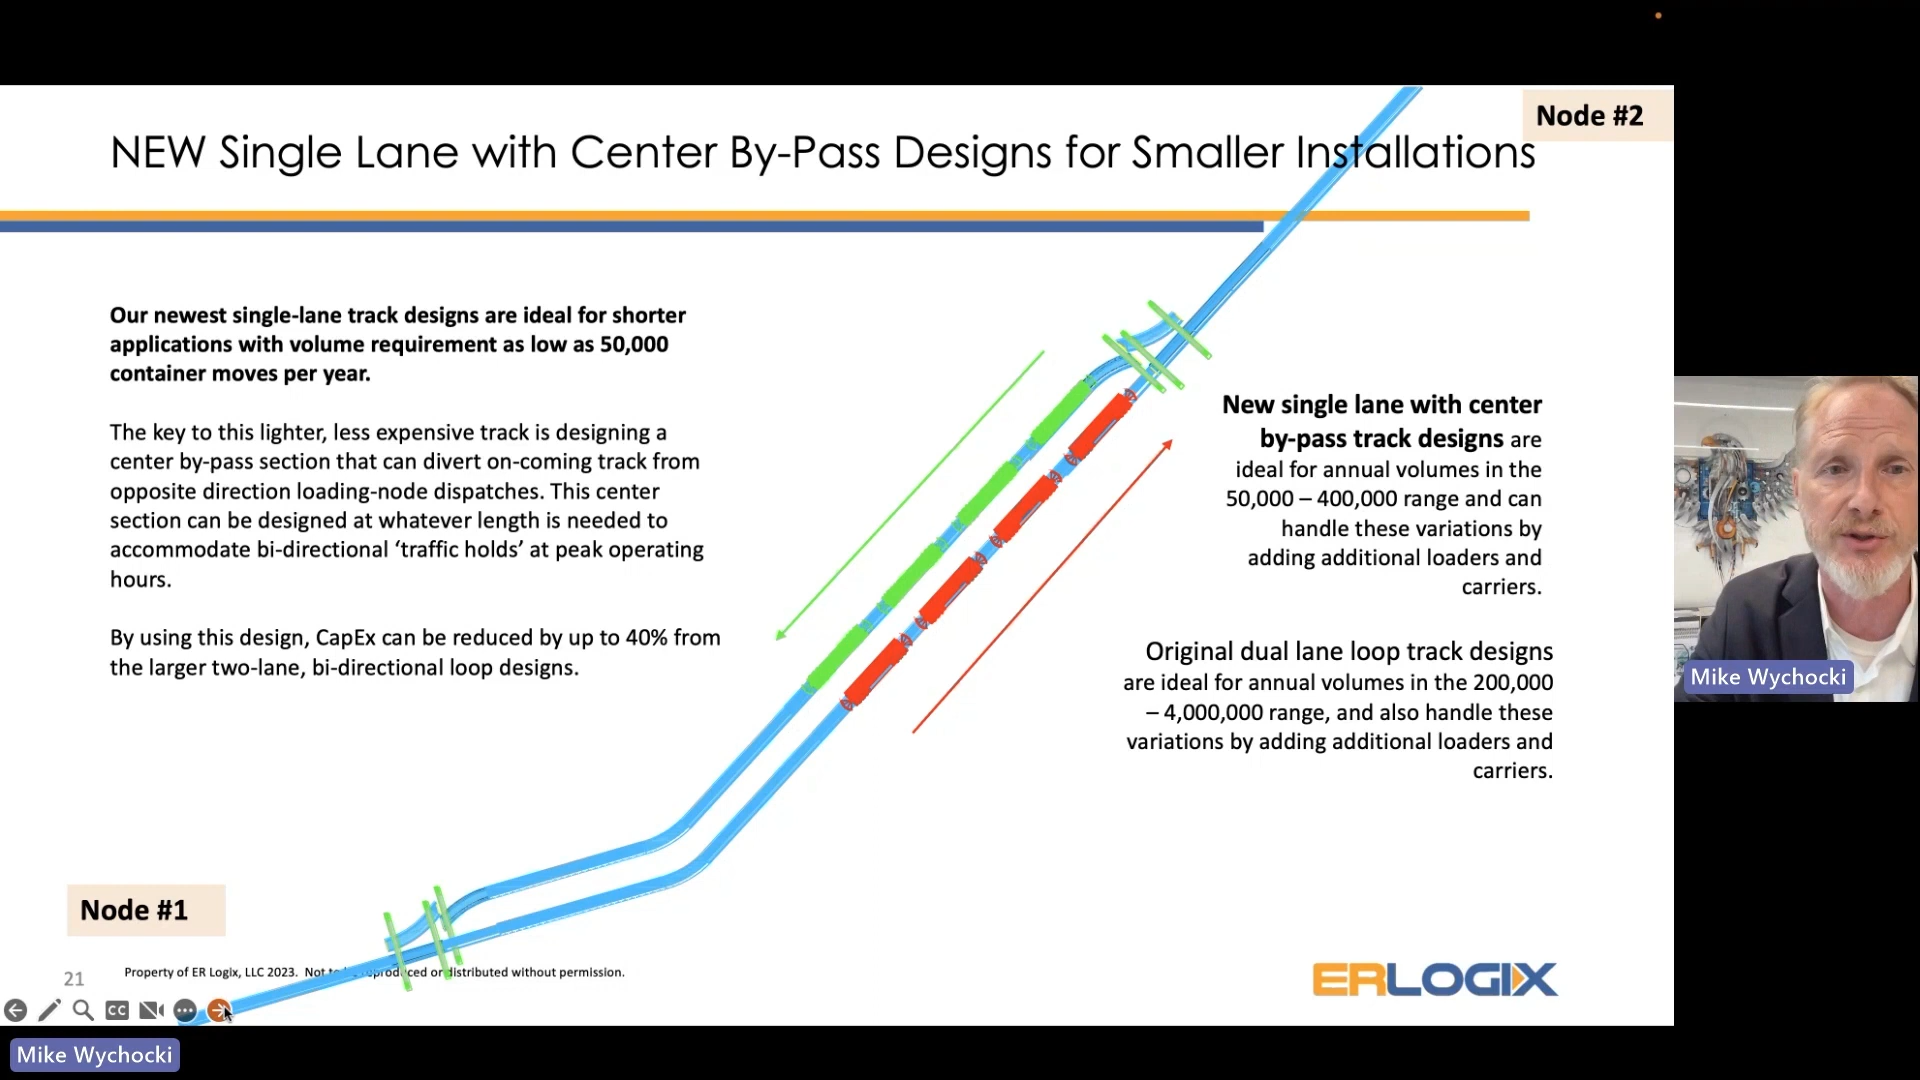 Node #2
NEW Single Lane with Center By-Pass Designs for Smaller Installations
Our newest single-lane track designs are ideal for shorter
applications with volume requirement as low as 50,000
container moves per year.
The key to this lighter, less expensive track is designing a
center by-pass section that can divert on-coming track from
opposite direction loading-node dispatches. This center
section can be designed at whatever length is needed to
accommodate bi-directional ‘traffic holds’ at peak operating
hours.
By using this design, CapEx can be reduced by up to 40% from
the larger two-lane, bi-directional loop designs.
New single lane with center
by-pass track designs are
ideal for annual volumes in the
50,000 – 400,000 range and can
handle these variations by
adding additional loaders and
carriers.
Original dual lane loop track designs
are ideal for annual volumes in the 200,000
– 4,000,000 range, and also handle these
variations by adding additional loaders and
carriers.
Mike Wychocki
Node #1
21
Property of ER Logix, LLC 2023. Not to be reproduced or distributed without permission.
ERLOGIX
CC
Mike Wychocki